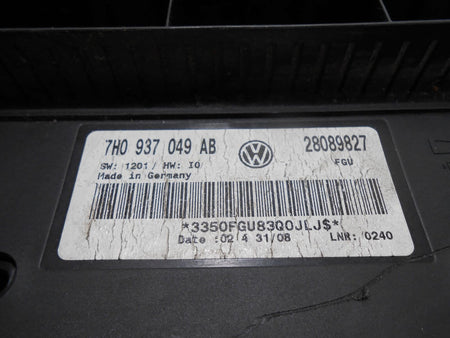 7H0 937 049 AB 28089827
SW: 1201 / HW: I0 FGU
Made in Germany
*3350FGU83Q0JLJ$*
Date :02 4 31/08 LNR: 0240